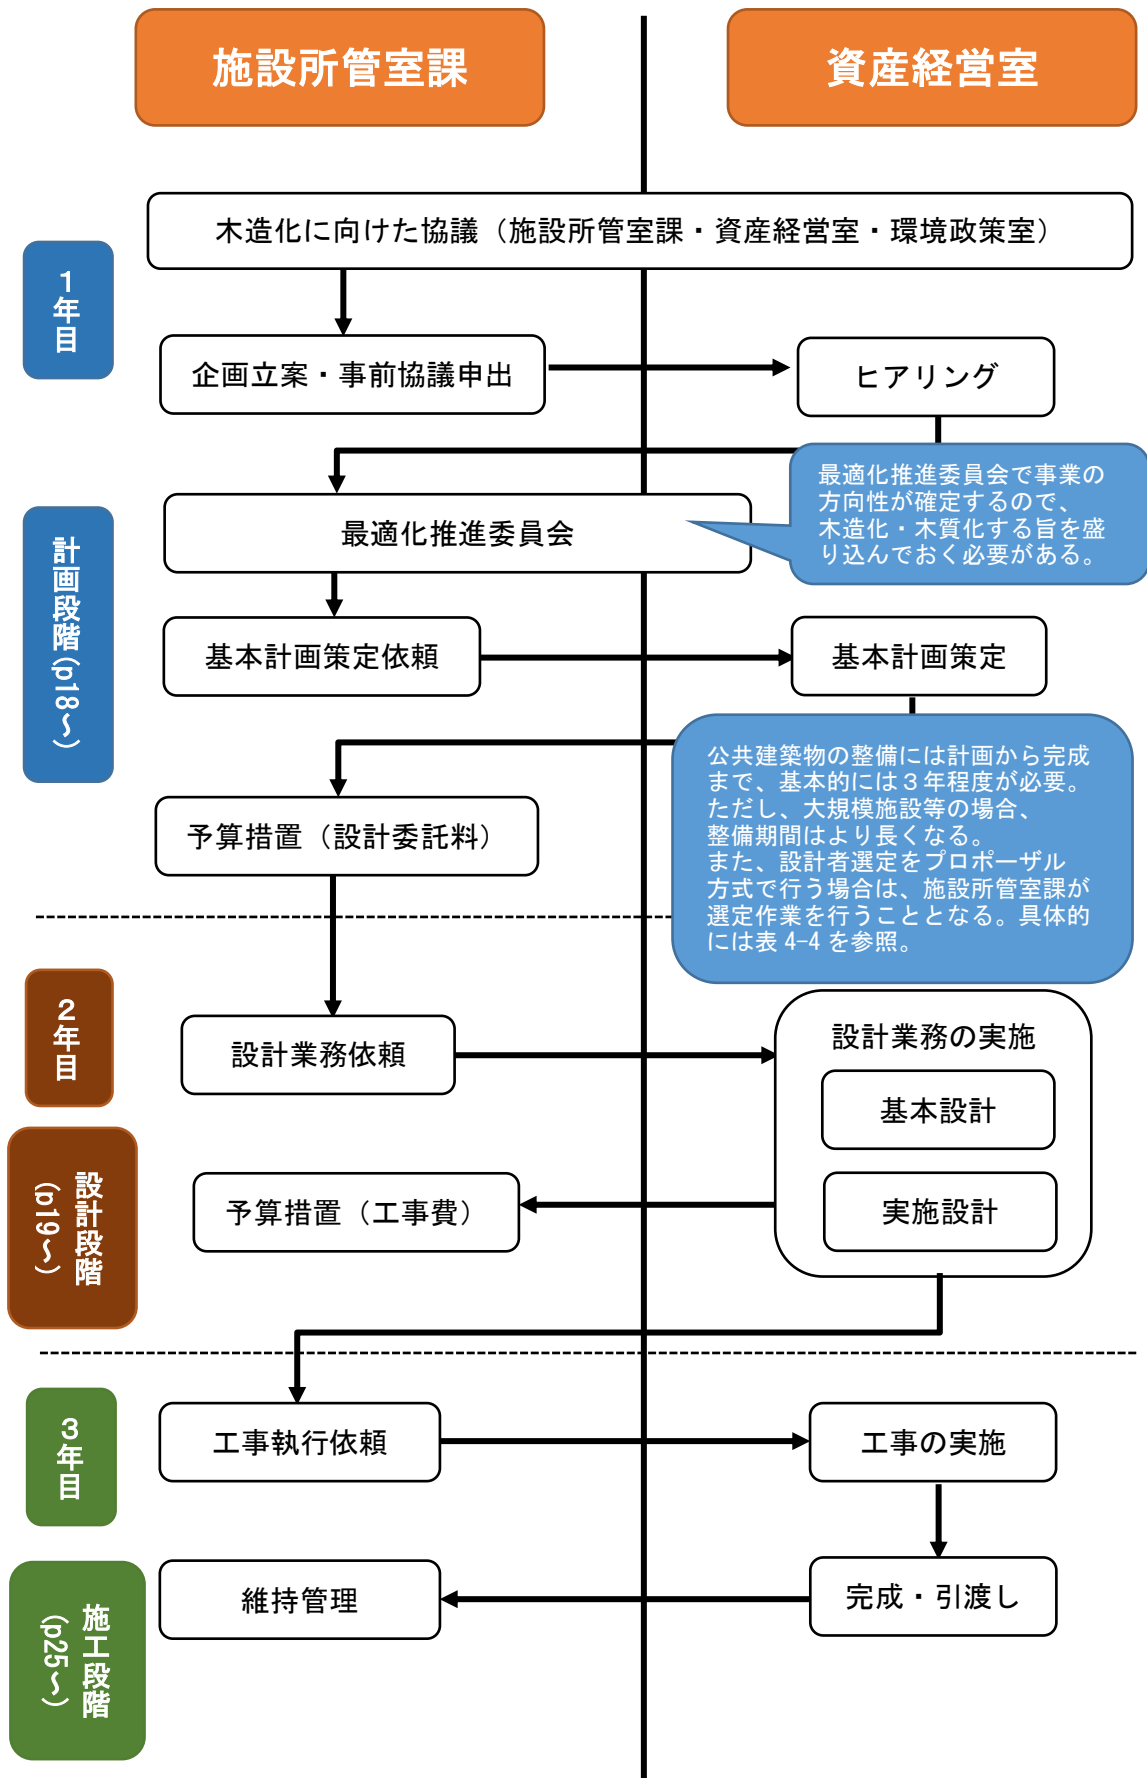 施設所管室課
資産経営室
木造化に向けた協議（施設所管室課・資産経営室・環境政策室）
１年目
企画立案・事前協議申出
ヒアリング
最適化推進委員会で事業の
方向性が確定するので、
木造化・木質化する旨を盛
り込んでおく必要がある。
最適化推進委員会
計画段階(p18～)
基本計画策定依頼
基本計画策定
公共建築物の整備には計画から完成
まで、基本的には３年程度が必要。
ただし、大規模施設等の場合、
整備期間はより長くなる。
また、設計者選定をプロポーザル
方式で行う場合は、施設所管室課が
選定作業を行うこととなる。具体的
には表 4-4 を参照。
予算措置（設計委託料）
２年目
設計業務依頼
設計業務の実施
基本設計
設計段階
(p19～)
予算措置（工事費）
実施設計
３年目
工事執行依頼
工事の実施
施工段階
(p25～)
維持管理
完成・引渡し